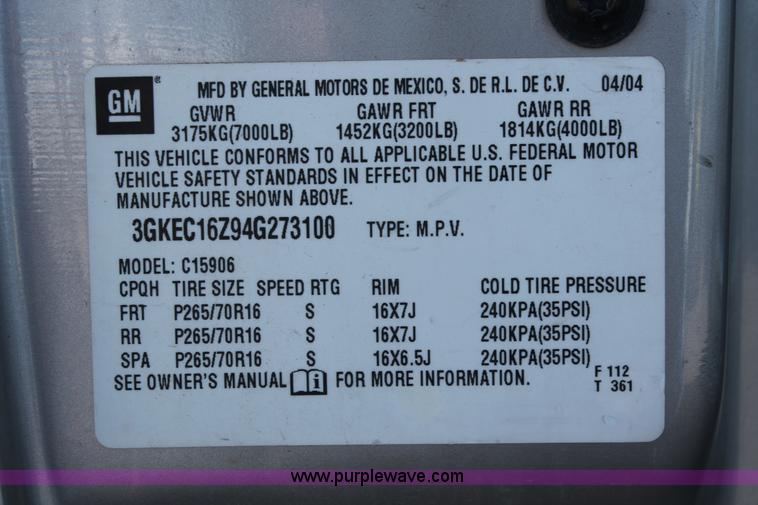 GM® MFD BY GENERAL MOTORS DE MEXICO, S. DE R.L. DE C.V. 04/04
GVWR GAWR FRT GAWR RR
3175KG(7000LB) 1452KG(3200LB) 1814KG(4000LB)
THIS VEHICLE CONFORMS TO ALL APPLICABLE U.S. FEDERAL MOTOR
VEHICLE SAFETY STANDARDS IN EFFECT ON THE DATE OF
MANUFACTURE SHOWN ABOVE.
3GKEC16Z94G273100 TYPE: M.P.V.
MODEL: C15906
CPQH TIRE SIZE SPEED RTG RIM COLD TIRE PRESSURE
FRT P265/70R16 S 16X7J 240KPA(35PSI)
RR P265/70R16 S 16X7J 240KPA(35PSI)
SPA P265/70R16 S 16X6.5J 240KPA(35PSI)
SEE OWNER'S MANUAL i FOR MORE INFORMATION. F 112
T 361
www.purplewave.com